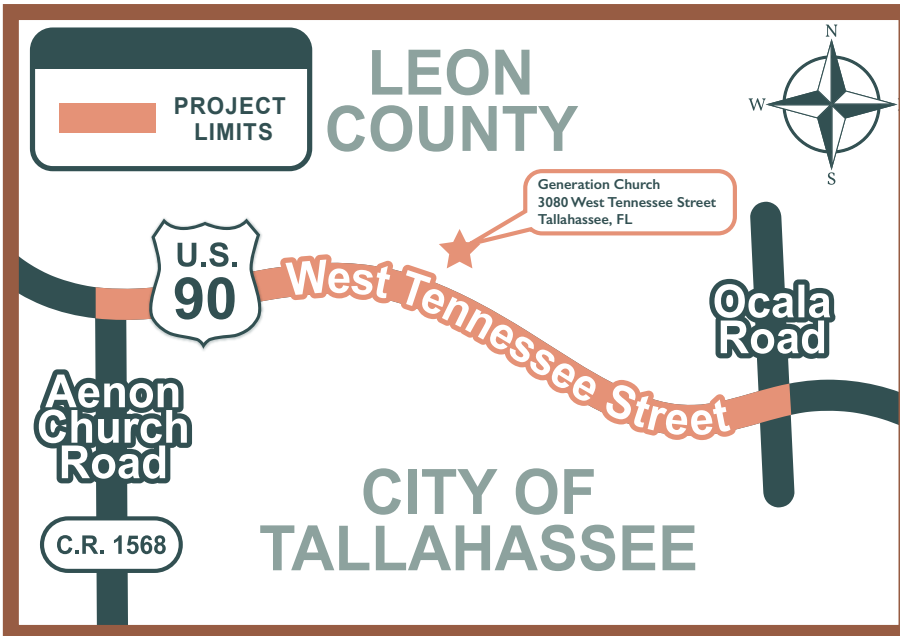 LEON
COUNTY
PROJECT
LIMITS
N
W
S
Generation Church
3080 West Tennessee Street
Tallahassee, FL
U.S.
90
West Tennessee Street
Ocala
Road
Aenon
Church
Road
C.R. 1568
CITY OF
TALLAHASSEE